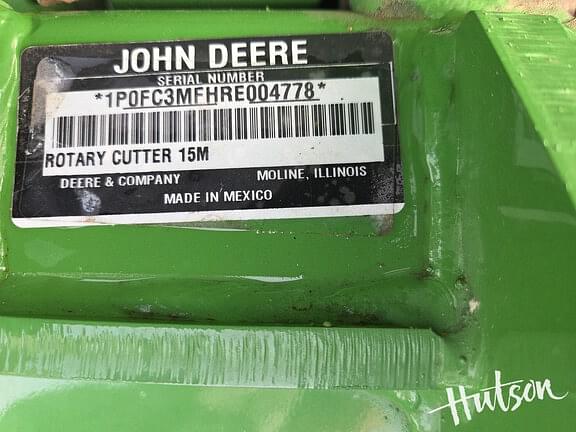 JOHN DEERE
SERIAL NUMBER
*1P0FC3MFHRE004778*
ROTARY CUTTER 15M
DEERE & COMPANY MOLINE, ILLINOIS
MADE IN MEXICO
Hutson